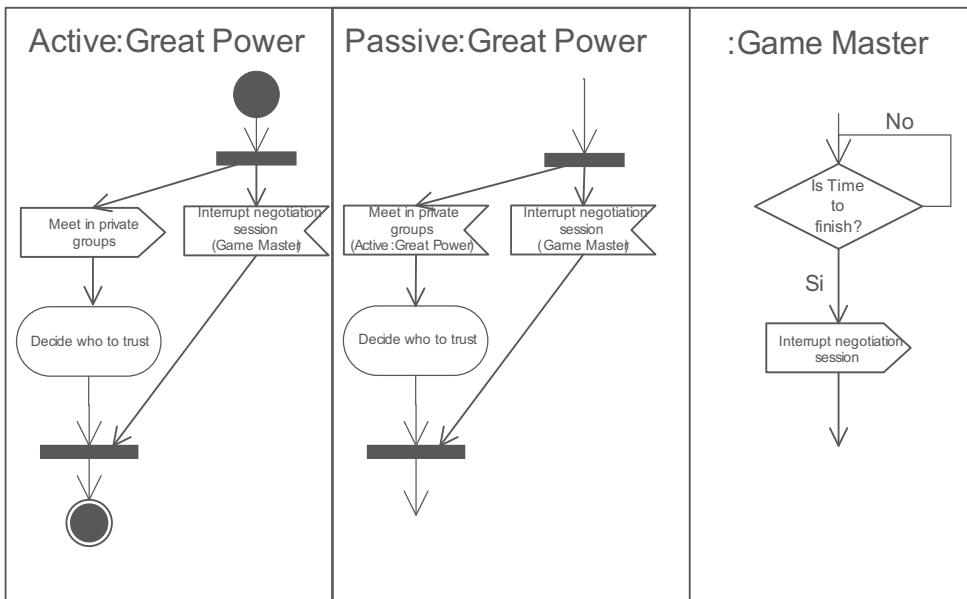 Active:Great Power
Meet in private
groups
Interrupt negotiation
session
(Game Master)
Decide who to trust
Passive:Great Power
Meet in private
groups
(Active:Great Power)
Interrupt negotiation
session
(Game Master)
Decide who to trust
:Game Master
No
Is Time
to
finish?
Si
Interrupt negotiation
session